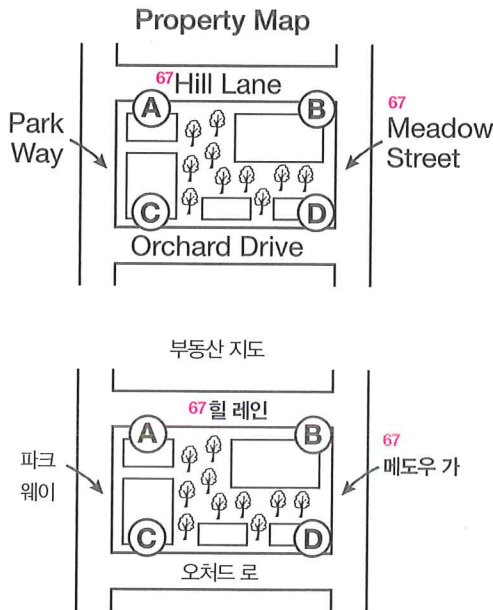 Property Map
67Hill Lane
A
B
Park
Way
67
Meadow
Street
C
D
Orchard Drive
부동산 지도
67힐 레인
A
B
파크
웨이
67
메도우 가
C
D
오처드 로